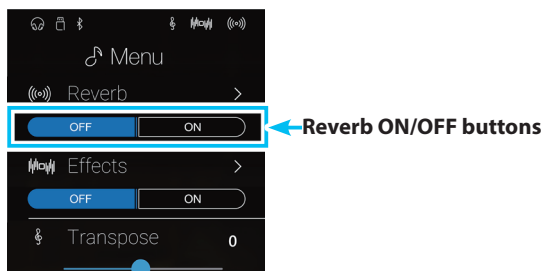 Menu
Reverb
OFF ON
Reverb ON/OFF buttons
Effects
OFF ON
Transpose 0